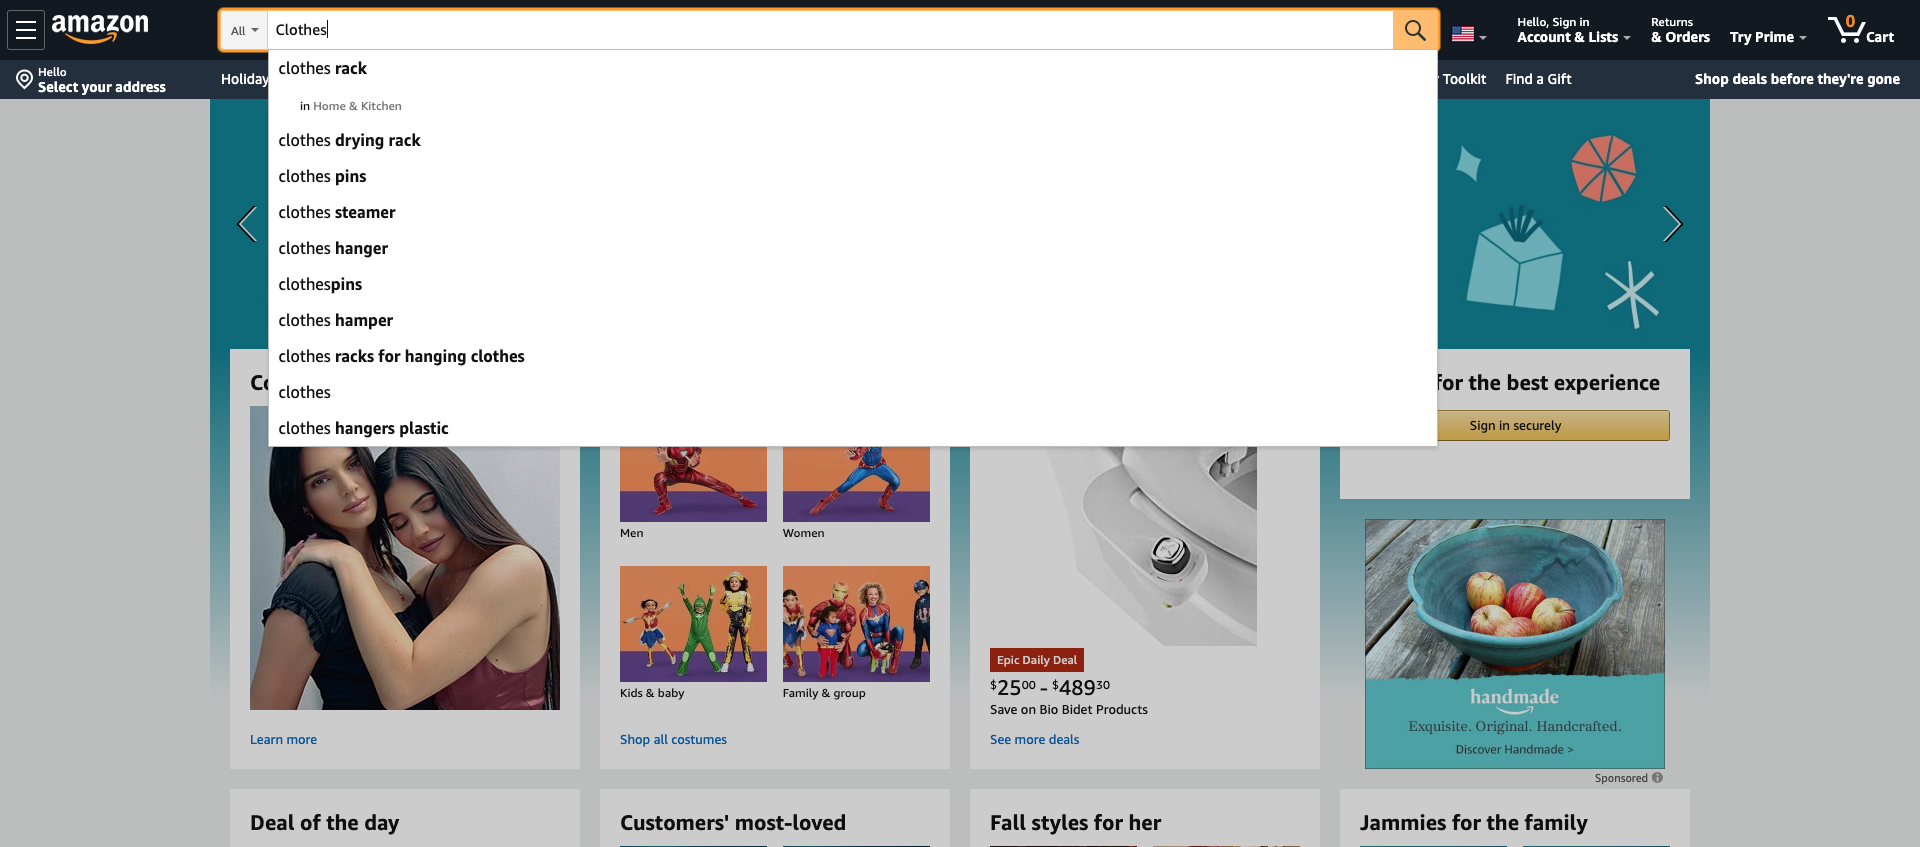 amazon
All
Clothes
Hello, Sign in
Account & Lists
Returns
& Orders
Try Prime
0
Cart
Hello
Select your address
Holiday
Toolkit
Find a Gift
Shop deals before they're gone
clothes rack
in Home & Kitchen
clothes drying rack
clothes pins
clothes steamer
clothes hanger
clothespins
clothes hamper
clothes racks for hanging clothes
clothes
clothes hangers plastic
for the best experience
Sign in securely
Men
Women
Kids & baby
Family & group
Epic Daily Deal
$2500 - $48930
Save on Bio Bidet Products
Learn more
Shop all costumes
See more deals
handmade
Exquisite. Original. Handcrafted.
Discover Handmade >
Sponsored
Deal of the day
Customers' most-loved
Fall styles for her
Jammies for the family